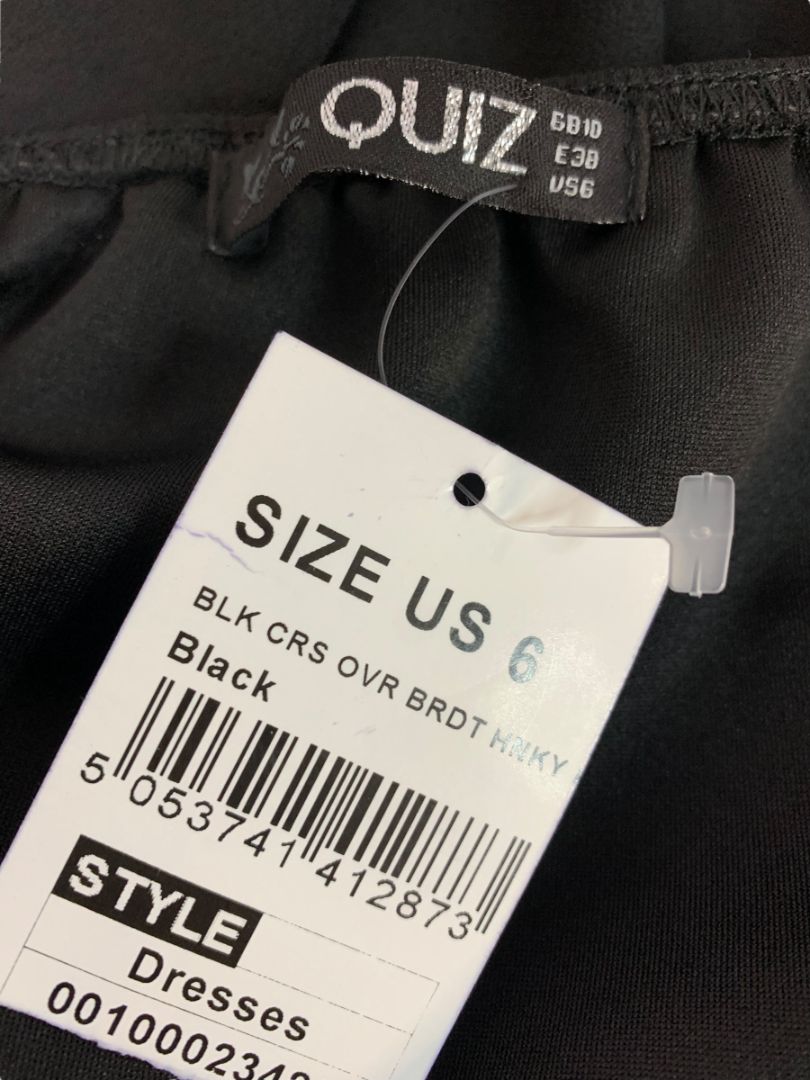 QUIZ
GB10
E38
US6
SIZE US 6
BLK CRS OVR BRDT HNKY
Black
5 053741 412873
STYLE
Dresses